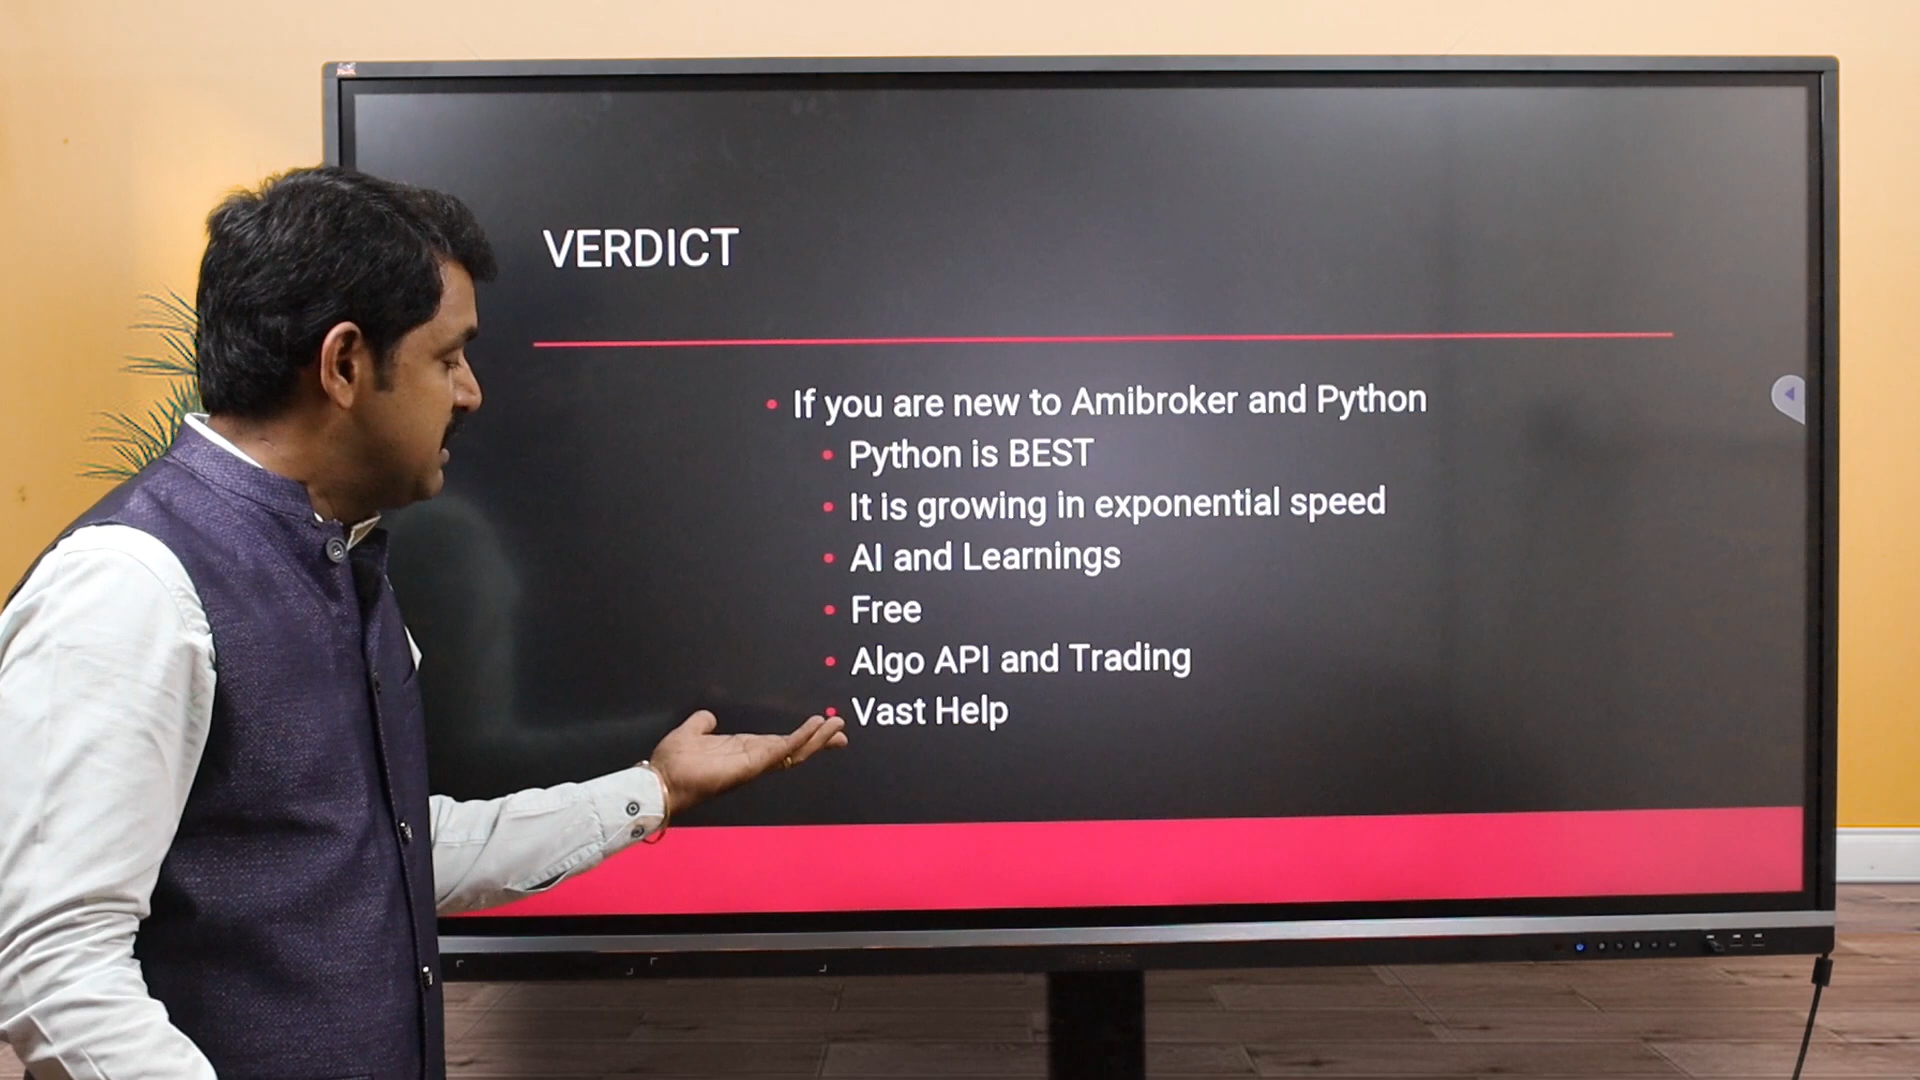 VERDICT
• If you are new to Amibroker and Python
• Python is BEST
• It is growing in exponential speed
• AI and Learnings
• Free
• Algo API and Trading
• Vast Help